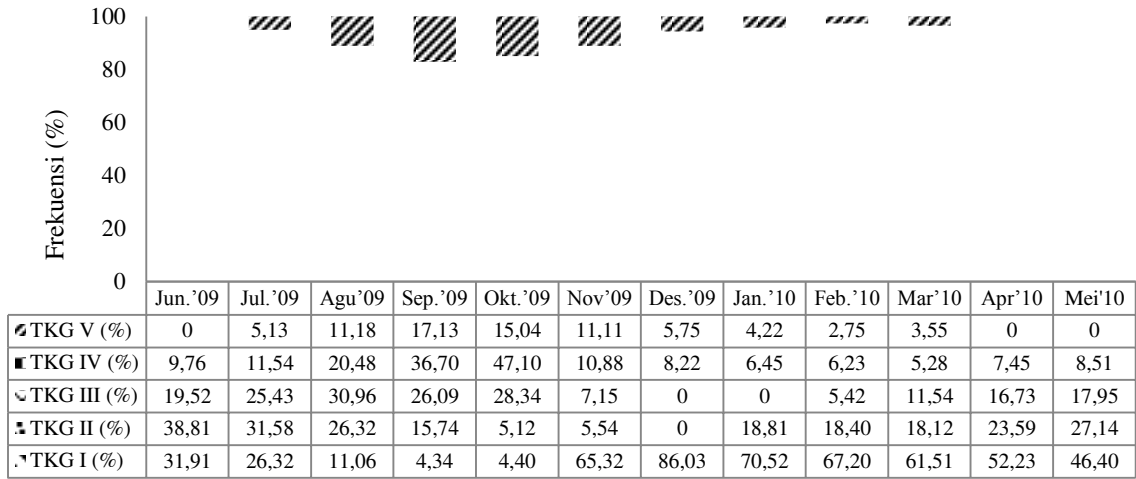 100
80
60
40
20
0
Frekuensi (%)
Jun.’09 Jul.’09 Agu’09 Sep.’09 Okt.’09 Nov’09 Des.’09 Jan.’10 Feb.’10 Mar’10 Apr’10 Mei'10
TKG V (%) 0 5,13 11,18 17,13 15,04 11,11 5,75 4,22 2,75 3,55 0 0
TKG IV (%) 9,76 11,54 20,48 36,70 47,10 10,88 8,22 6,45 6,23 5,28 7,45 8,51
TKG III (%) 19,52 25,43 30,96 26,09 28,34 7,15 0 0 5,42 11,54 16,73 17,95
TKG II (%) 38,81 31,58 26,32 15,74 5,12 5,54 0 18,81 18,40 18,12 23,59 27,14
TKG I (%) 31,91 26,32 11,06 4,34 4,40 65,32 86,03 70,52 67,20 61,51 52,23 46,40